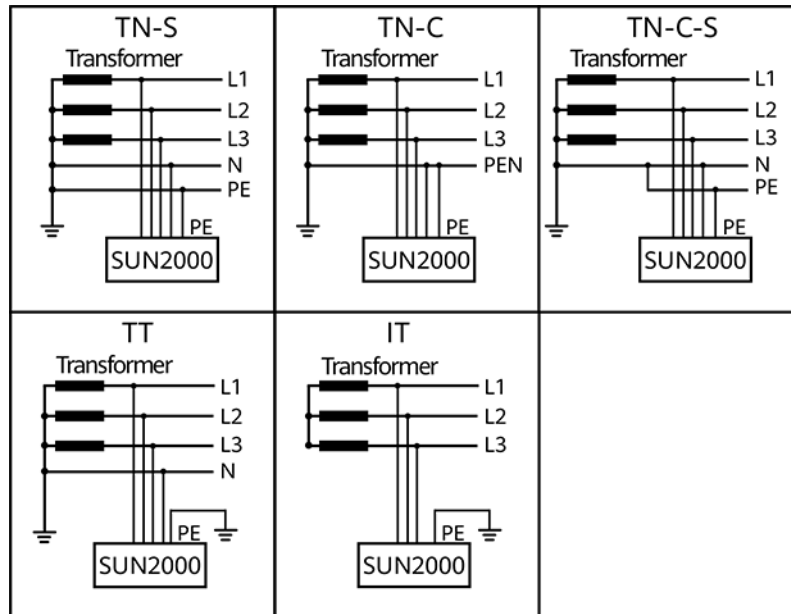 TN-S
Transformer
L1
L2
L3
N
PE
PE
SUN2000
TN-C
Transformer
L1
L2
L3
PEN
PE
SUN2000
TN-C-S
Transformer
L1
L2
L3
N
PE
PE
SUN2000
TT
Transformer
L1
L2
L3
N
PE
SUN2000
IT
Transformer
L1
L2
L3
PE
SUN2000